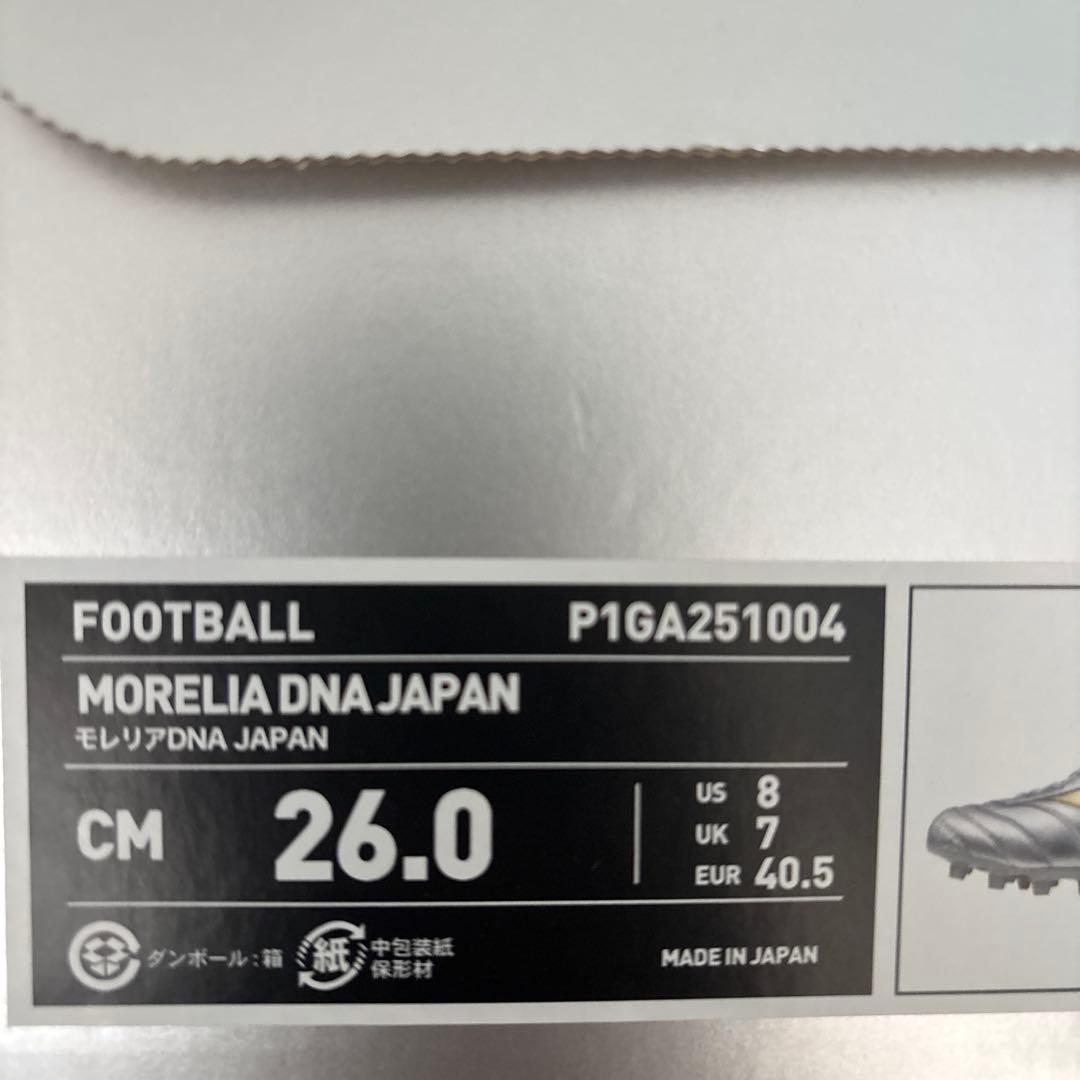 FOOTBALL P1GA251004
MORELIA DNA JAPAN
モレリアDNA JAPAN
CM 26.0
US 8
UK 7
EUR 40.5
ダンボール:箱
紙
中包装紙
保形材
MADE IN JAPAN